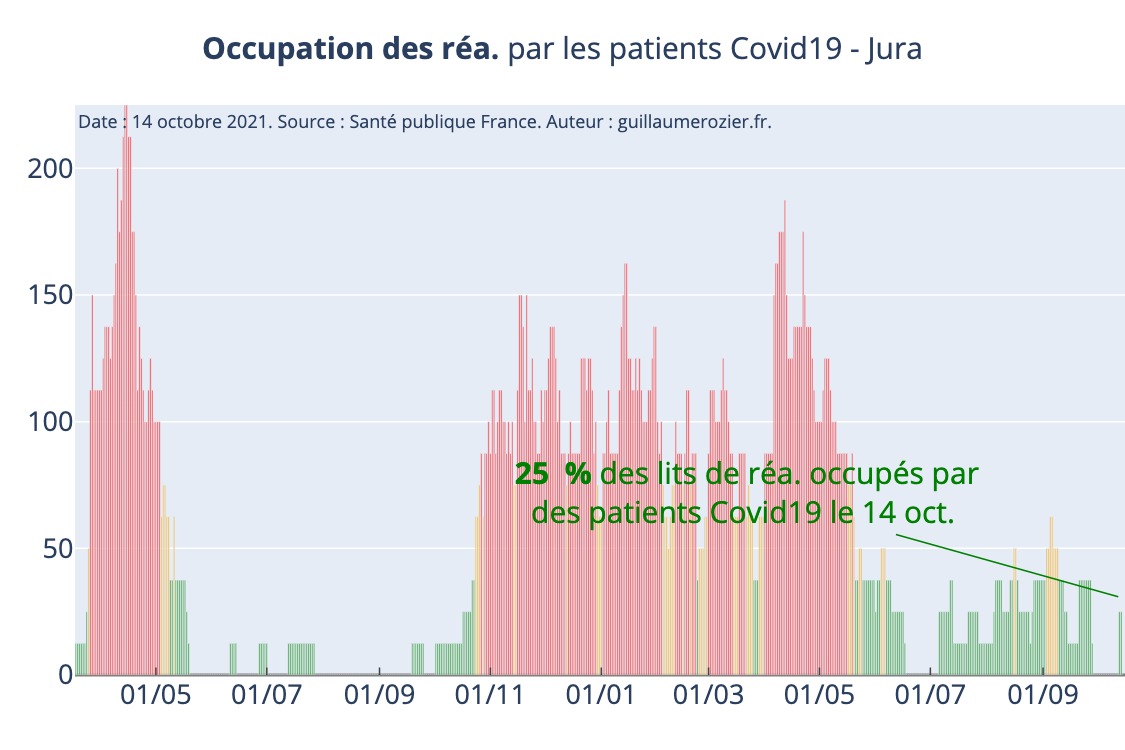 Occupation des réa. par les patients Covid19 - Jura
Date : 14 octobre 2021. Source : Santé publique France. Auteur : guillaumerozier.fr.
200
150
100
50
0
25 % des lits de réa. occupés par
des patients Covid19 le 14 oct.
01/05 01/07 01/09 01/11 01/01 01/03 01/05 01/07 01/09